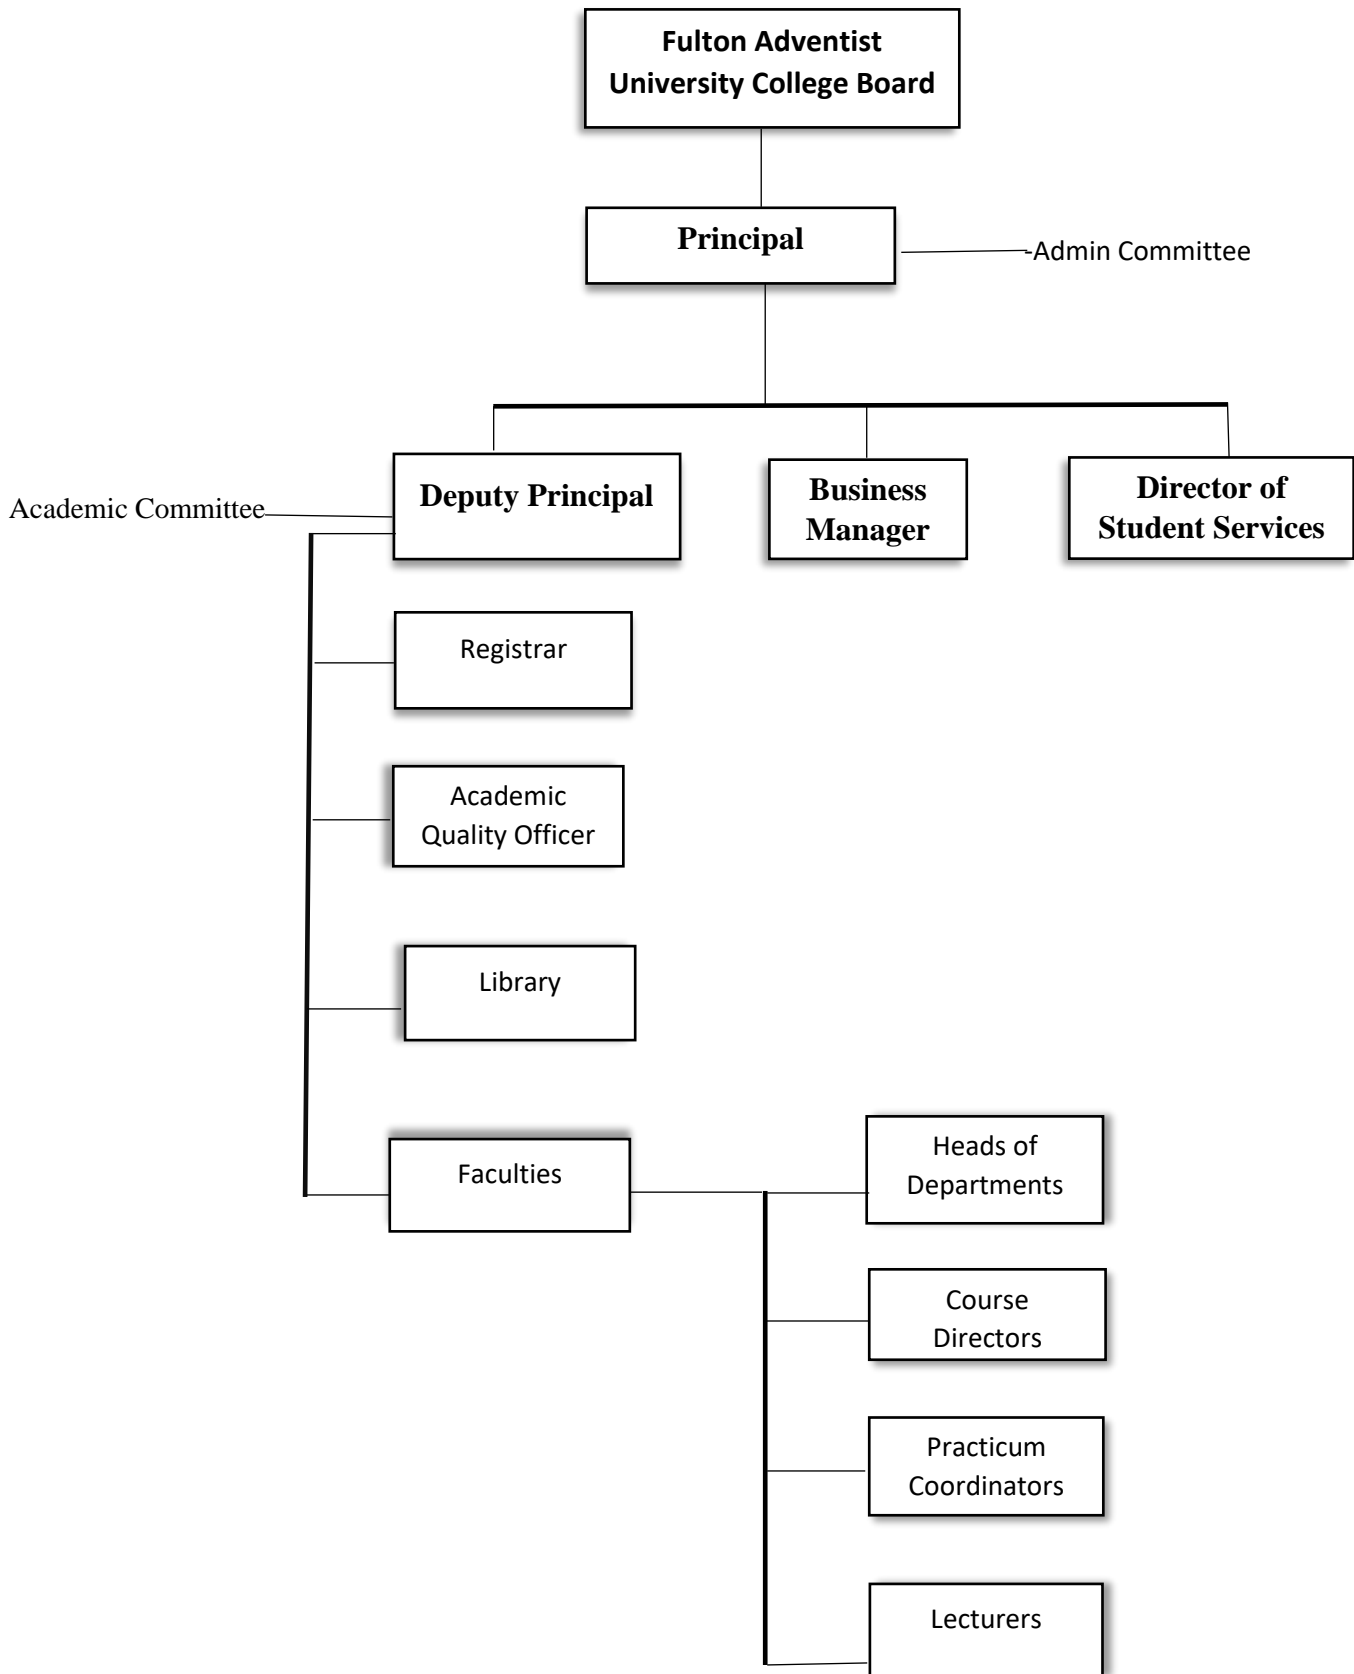 Fulton Adventist
University College Board
Principal
-Admin Committee
Deputy Principal
Business
Manager
Director of
Student Services
Academic Committee
Registrar
Academic
Quality Officer
Library
Faculties
Heads of
Departments
Course
Directors
Practicum
Coordinators
Lecturers